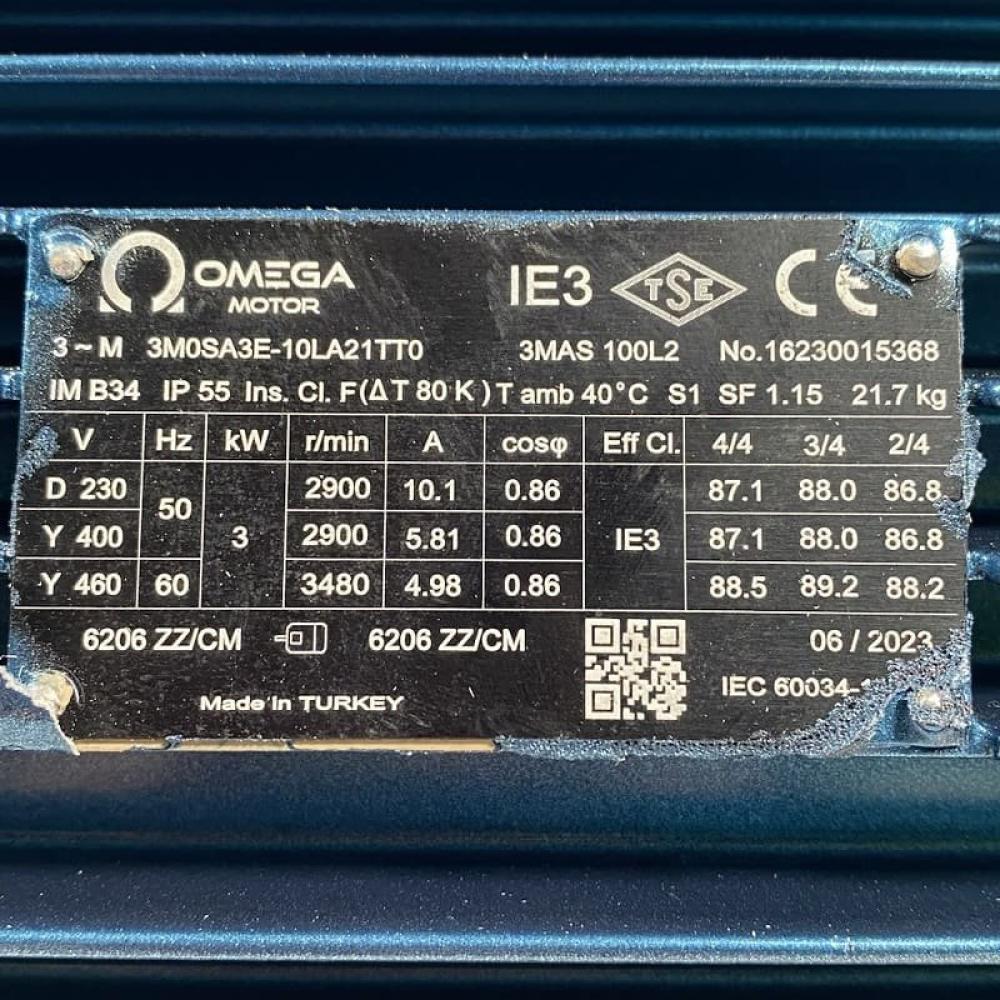 OMEGA
MOTOR
IE3 TSE CE
3~M 3M0SA3E-10LA21TT0 3MAS 100L2 No.16230015368
IM B34 IP 55 Ins. Cl. F(ΔT 80 K) T amb 40°C S1 SF 1.15 21.7 kg
V Hz kW r/min A cosφ Eff Cl. 4/4 3/4 2/4
D 230 50 3 2900 10.1 0.86 IE3 87.1 88.0 86.8
Y 400 2900 5.81 0.86 87.1 88.0 86.8
Y 460 60 3480 4.98 0.86 88.5 89.2 88.2
6206 ZZ/CM 6206 ZZ/CM 06 / 2023
Made in TURKEY IEC 60034-1